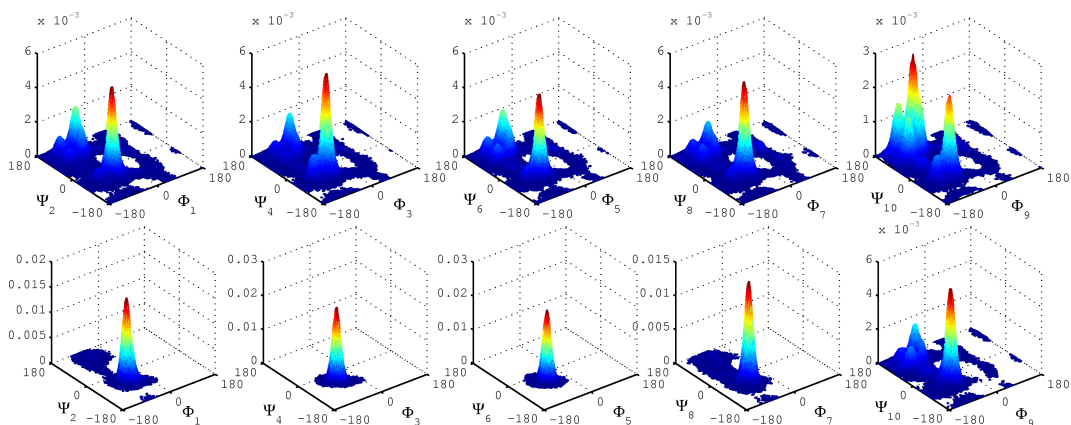 x 10⁻³ x 10⁻³ x 10⁻³ x 10⁻³ x 10⁻³
6 6 6 6 3
4 4 4 4 2
2 2 2 2 1
0 0 0 0 0
180 180 180 180 180 180 180 180 180 180
0 0 0 0 0 0 0 0 0 0
Ψ₂ −180 −180 Φ₁ Ψ₄ −180 −180 Φ₃ Ψ₆ −180 −180 Φ₅ Ψ₈ −180 −180 Φ₇ Ψ₁₀ −180 −180 Φ₉
x 10⁻³
0.02 0.03 0.03 0.015 6
0.015 0.02 0.02 0.01 4
0.01 0.01 0.01 0.005 2
0.005
0 0 0 0 0
180 180 180 180 180 180 180 180 180 180
0 0 0 0 0 0 0 0 0 0
Ψ₂ −180 −180 Φ₁ Ψ₄ −180 −180 Φ₃ Ψ₆ −180 −180 Φ₅ Ψ₈ −180 −180 Φ₇ Ψ₁₀ −180 −180 Φ₉